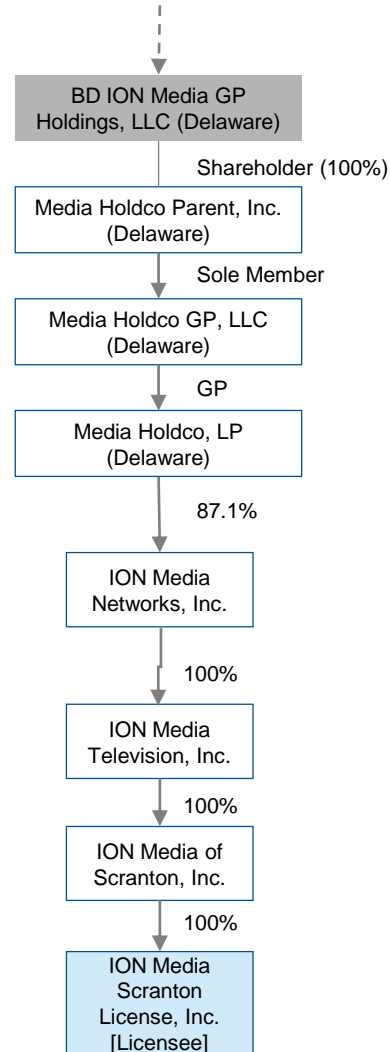 BD ION Media GP
Holdings, LLC (Delaware)
Shareholder (100%)
Media Holdco Parent, Inc.
(Delaware)
Sole Member
Media Holdco GP, LLC
(Delaware)
GP
Media Holdco, LP
(Delaware)
87.1%
ION Media
Networks, Inc.
100%
ION Media
Television, Inc.
100%
ION Media of
Scranton, Inc.
100%
ION Media
Scranton
License, Inc.
[Licensee]